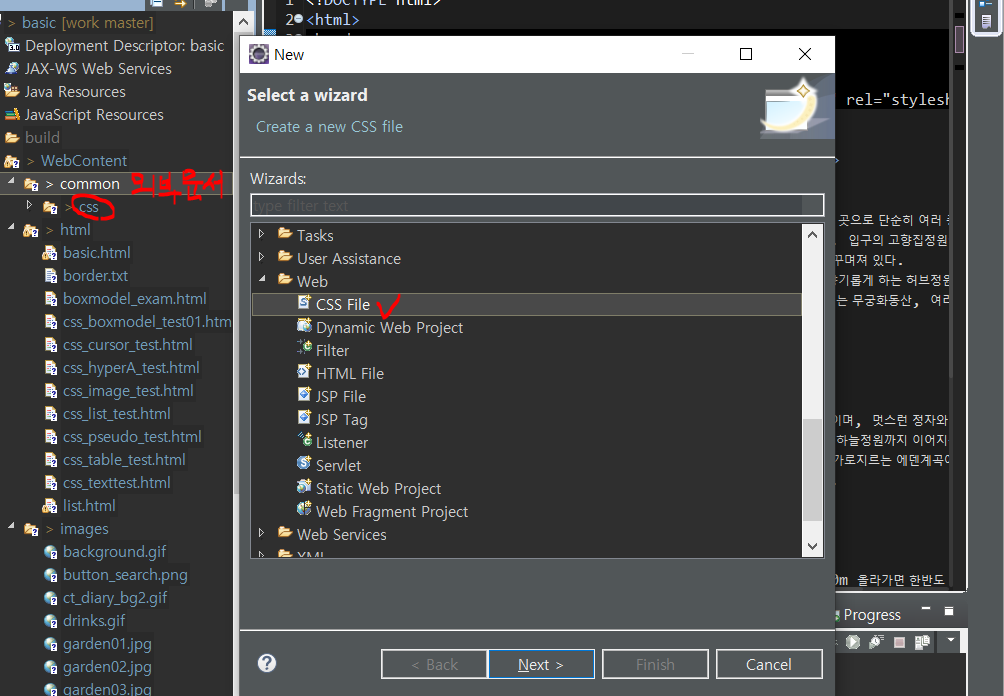 > basic [work master]
Deployment Descriptor: basic
JAX-WS Web Services
Java Resources
JavaScript Resources
build
> WebContent
> common
외부문서
> css
> html
basic.html
border.txt
boxmodel_exam.html
css_boxmodel_test01.htm
css_cursor_test.html
css_hyperA_test.html
css_image_test.html
css_list_test.html
css_pseudo_test.html
css_table_test.html
css_texttest.html
list.html
> images
background.gif
button_search.png
ct_diary_bg2.gif
drinks.gif
garden01.jpg
garden02.jpg
garden03.jpg
1 <!DOCTYPE html>
2 <html>
New
Select a wizard
Create a new CSS file
Wizards:
type filter text
Tasks
User Assistance
Web
CSS File
Dynamic Web Project
Filter
HTML File
JSP File
JSP Tag
Listener
Servlet
Static Web Project
Web Fragment Project
Web Services
XML
< Back
Next >
Finish
Cancel
rel="stylesh
>
곳으로 단순히 여러
입구의 고향집정원
꾸며져 있다.
하는 허브정원
는 무궁화동산, 여러
이며, 멋스런 정자와
하늘정원까지 이어지
가로지르는 에덴계곡
0m 올라가면 한반도
Progress